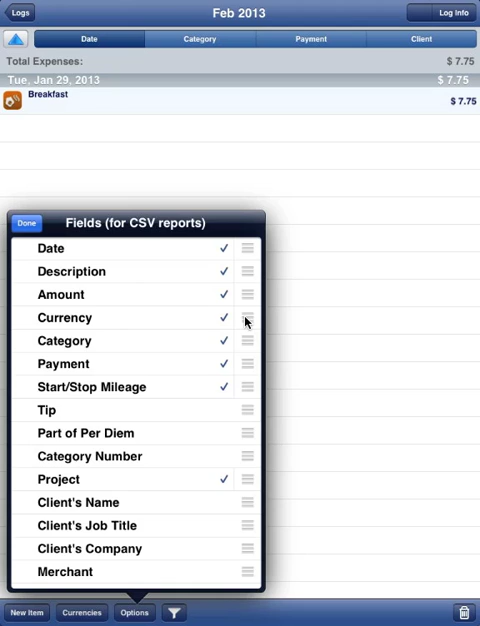 Logs
Feb 2013
Log Info
Date
Category
Payment
Client
Total Expenses:
$ 7.75
Tue, Jan 29, 2013
$ 7.75
Breakfast
$ 7.75
Done
Fields (for CSV reports)
Date
Description
Amount
Currency
Category
Payment
Start/Stop Mileage
Tip
Part of Per Diem
Category Number
Project
Client's Name
Client's Job Title
Client's Company
Merchant
New Item
Currencies
Options